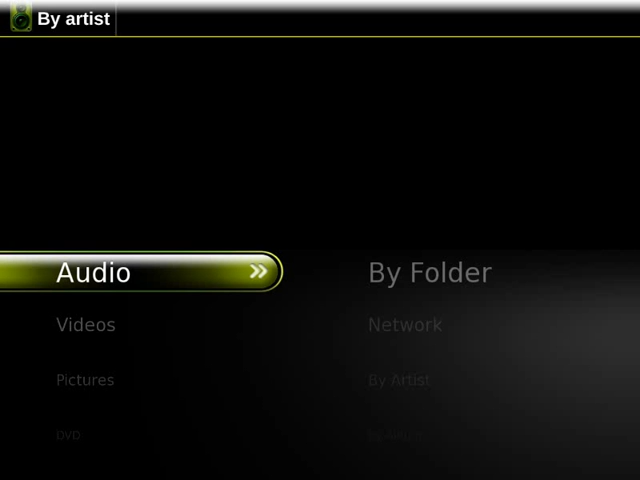 By artist
Audio
By Folder
Videos
Network
Pictures
By Artist
DVD